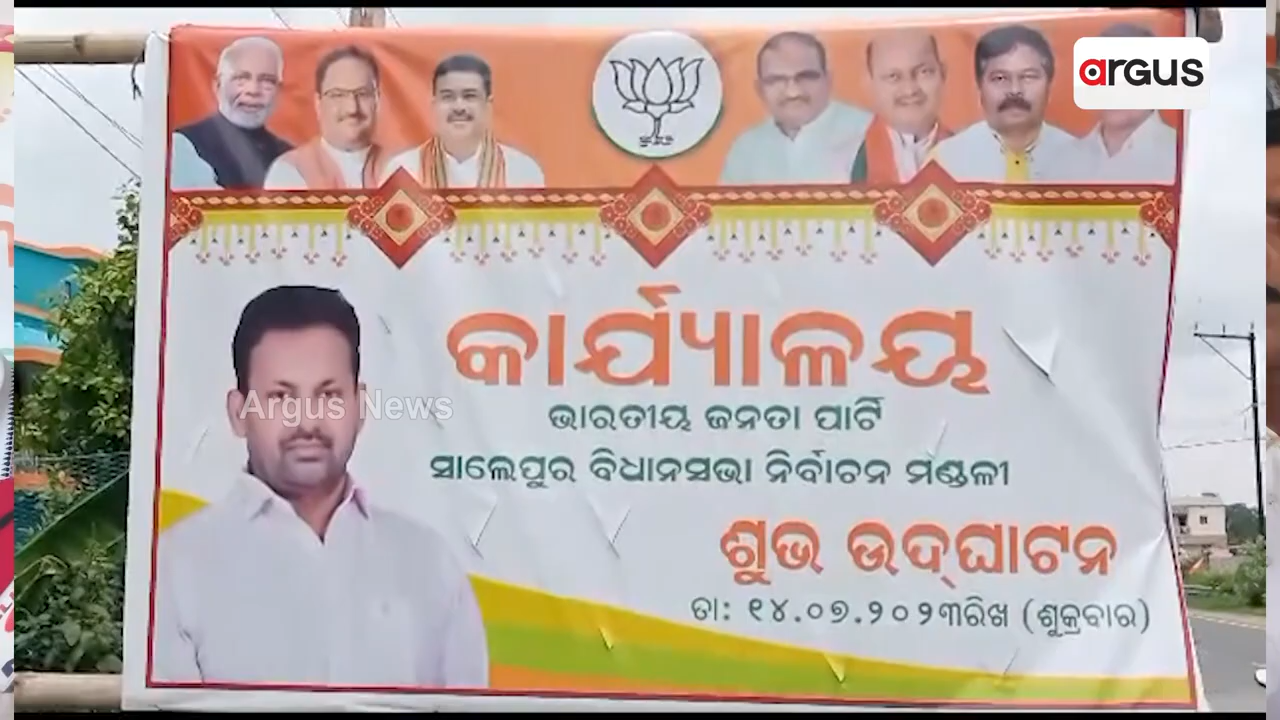 argus
କାର୍ଯ୍ୟାଳୟ
Argus News
ଭାରତୀୟ ଜନତା ପାର୍ଟି
ସାଲେପୁର ବିଧାନସଭା ନିର୍ବାଚନ ମଣ୍ଡଳୀ
ଶୁଭ ଉଦ୍‌ଘାଟନ
ତା: ୧୪.୦୭.୨୦୨୩ରିଖ (ଶୁକ୍ରବାର)